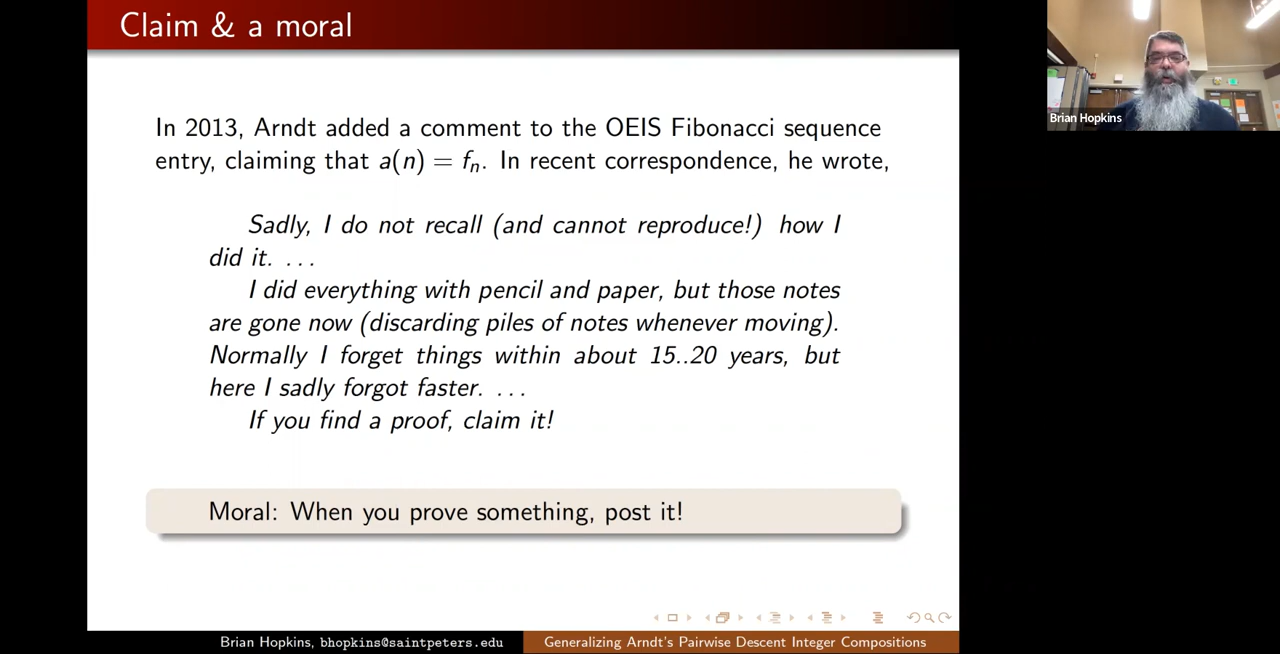 Claim & a moral
Brian Hopkins
In 2013, Arndt added a comment to the OEIS Fibonacci sequence
entry, claiming that a(n) = fₙ. In recent correspondence, he wrote,
Sadly, I do not recall (and cannot reproduce!) how I
did it. ...
I did everything with pencil and paper, but those notes
are gone now (discarding piles of notes whenever moving).
Normally I forget things within about 15..20 years, but
here I sadly forgot faster. ...
If you find a proof, claim it!
Moral: When you prove something, post it!
Brian Hopkins, bhopkins@saintpeters.edu
Generalizing Arndt's Pairwise Descent Integer Compositions